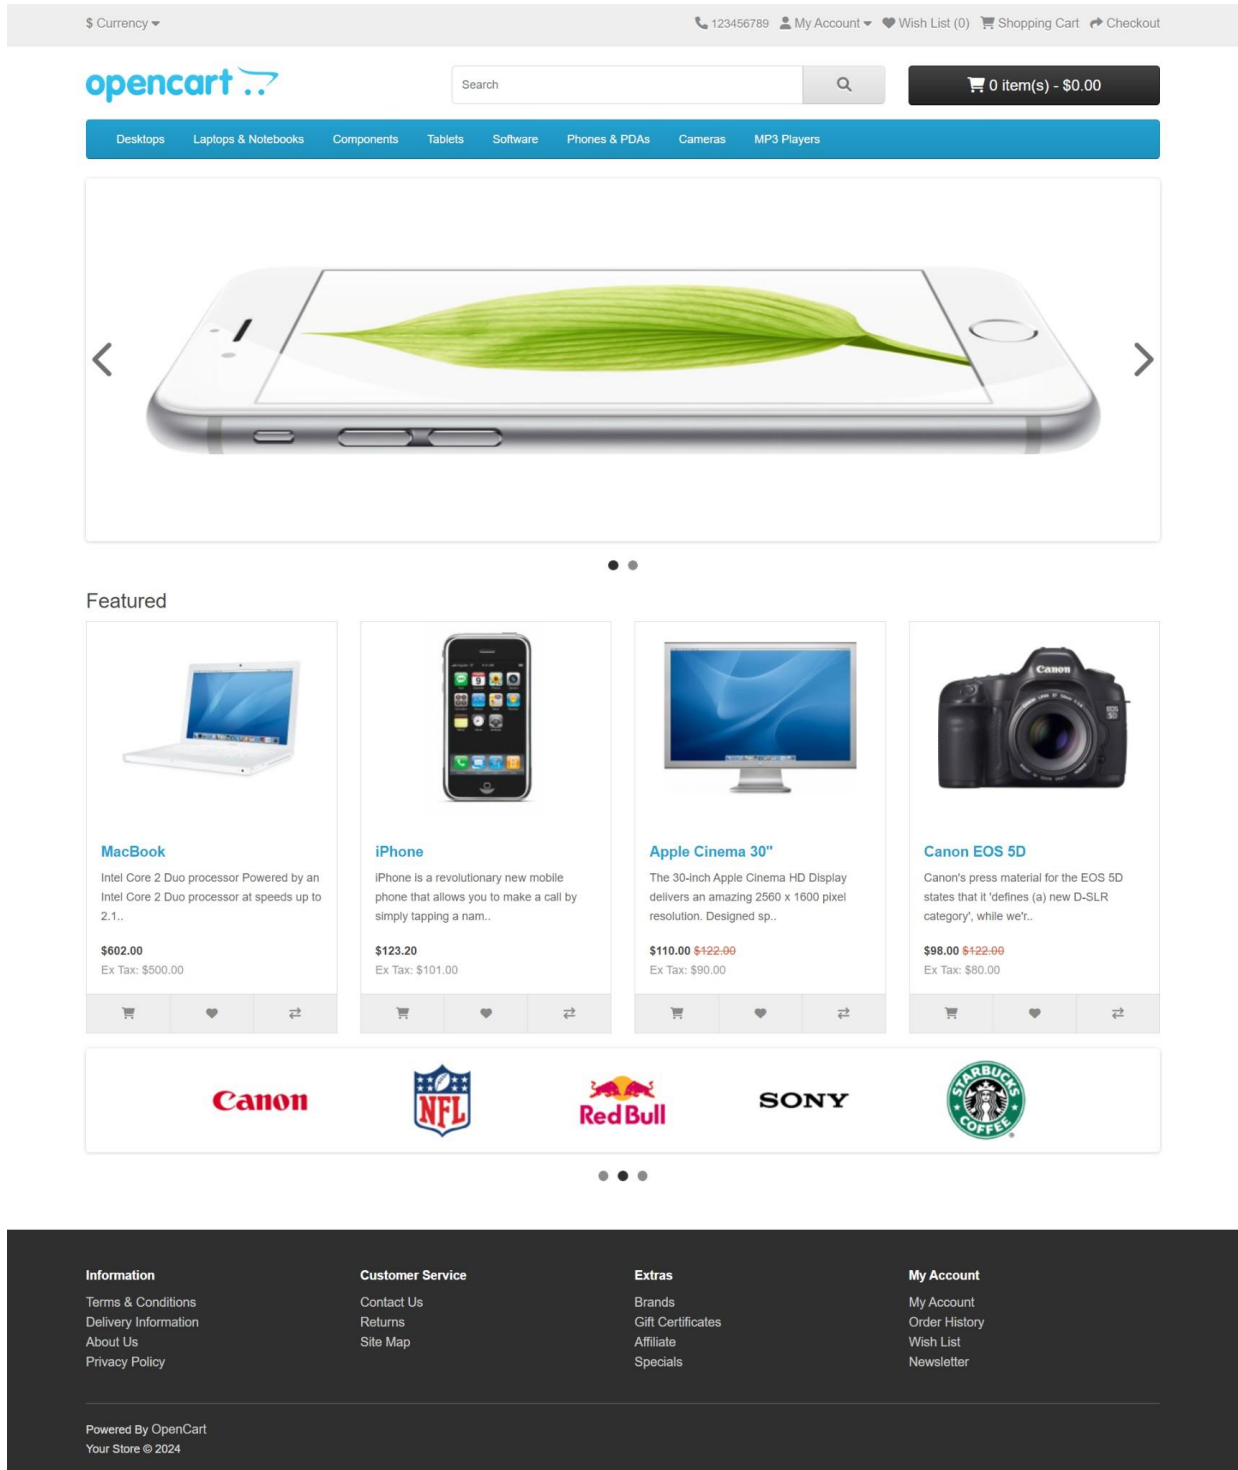 $ Currency
123456789 My Account Wish List (0) Shopping Cart Checkout
opencart
Search
0 item(s) - $0.00
Desktops Laptops & Notebooks Components Tablets Software Phones & PDAs Cameras MP3 Players
Featured
Canon
EOS
5D
MacBook
Intel Core 2 Duo processor Powered by an
Intel Core 2 Duo processor at speeds up to
2.1..
$602.00
Ex Tax: $500.00
iPhone
iPhone is a revolutionary new mobile
phone that allows you to make a call by
simply tapping a nam..
$123.20
Ex Tax: $101.00
Apple Cinema 30"
The 30-inch Apple Cinema HD Display
delivers an amazing 2560 x 1600 pixel
resolution. Designed sp..
$110.00 $122.00
Ex Tax: $90.00
Canon EOS 5D
Canon's press material for the EOS 5D
states that it 'defines (a) new D-SLR
category', while we'r..
$98.00 $122.00
Ex Tax: $80.00
Canon
NFL
Red Bull
SONY
STARBUCKS
COFFEE
Information
Terms & Conditions
Delivery Information
About Us
Privacy Policy
Customer Service
Contact Us
Returns
Site Map
Extras
Brands
Gift Certificates
Affiliate
Specials
My Account
My Account
Order History
Wish List
Newsletter
Powered By OpenCart
Your Store © 2024